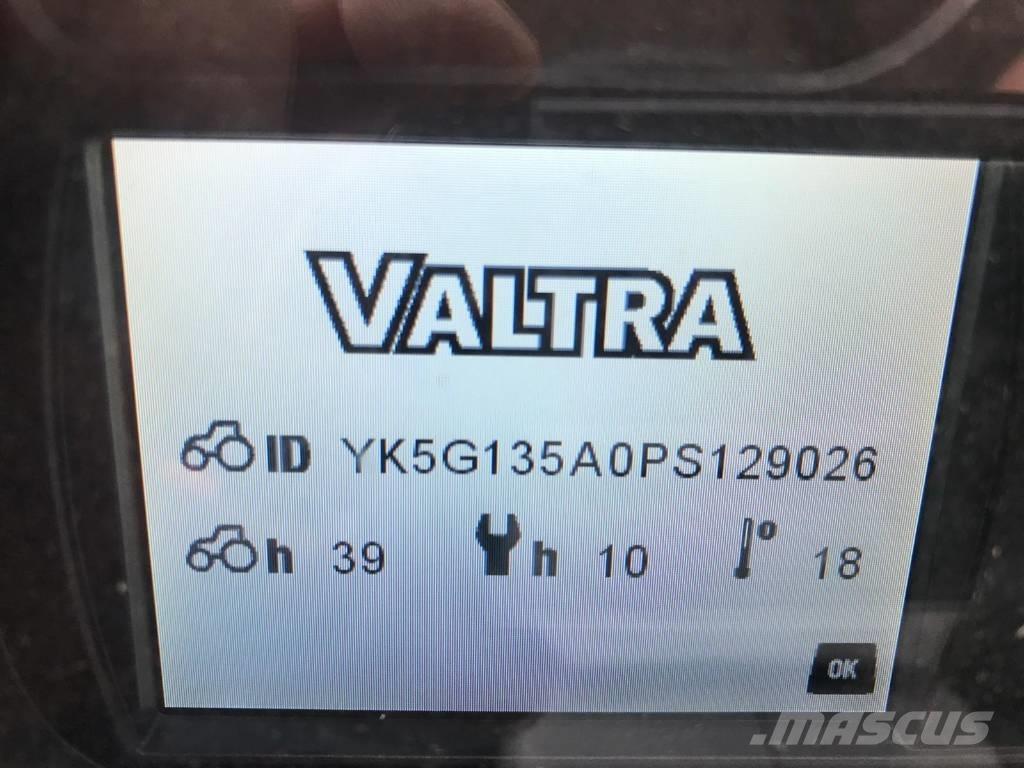 VALTRA
ID YK5G135A0PS129026
h 39 h 10 ° 18
OK
MASCUS